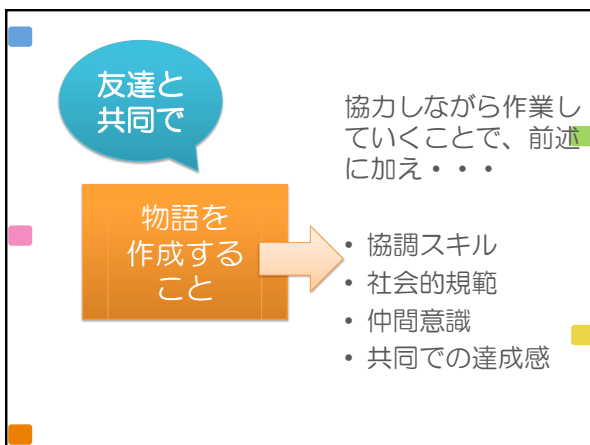 友達と
共同で
物語を
作成する
こと
協力しながら作業し
ていくことで、前述
に加え・・・
• 協調スキル
• 社会的規範
• 仲間意識
• 共同での達成感